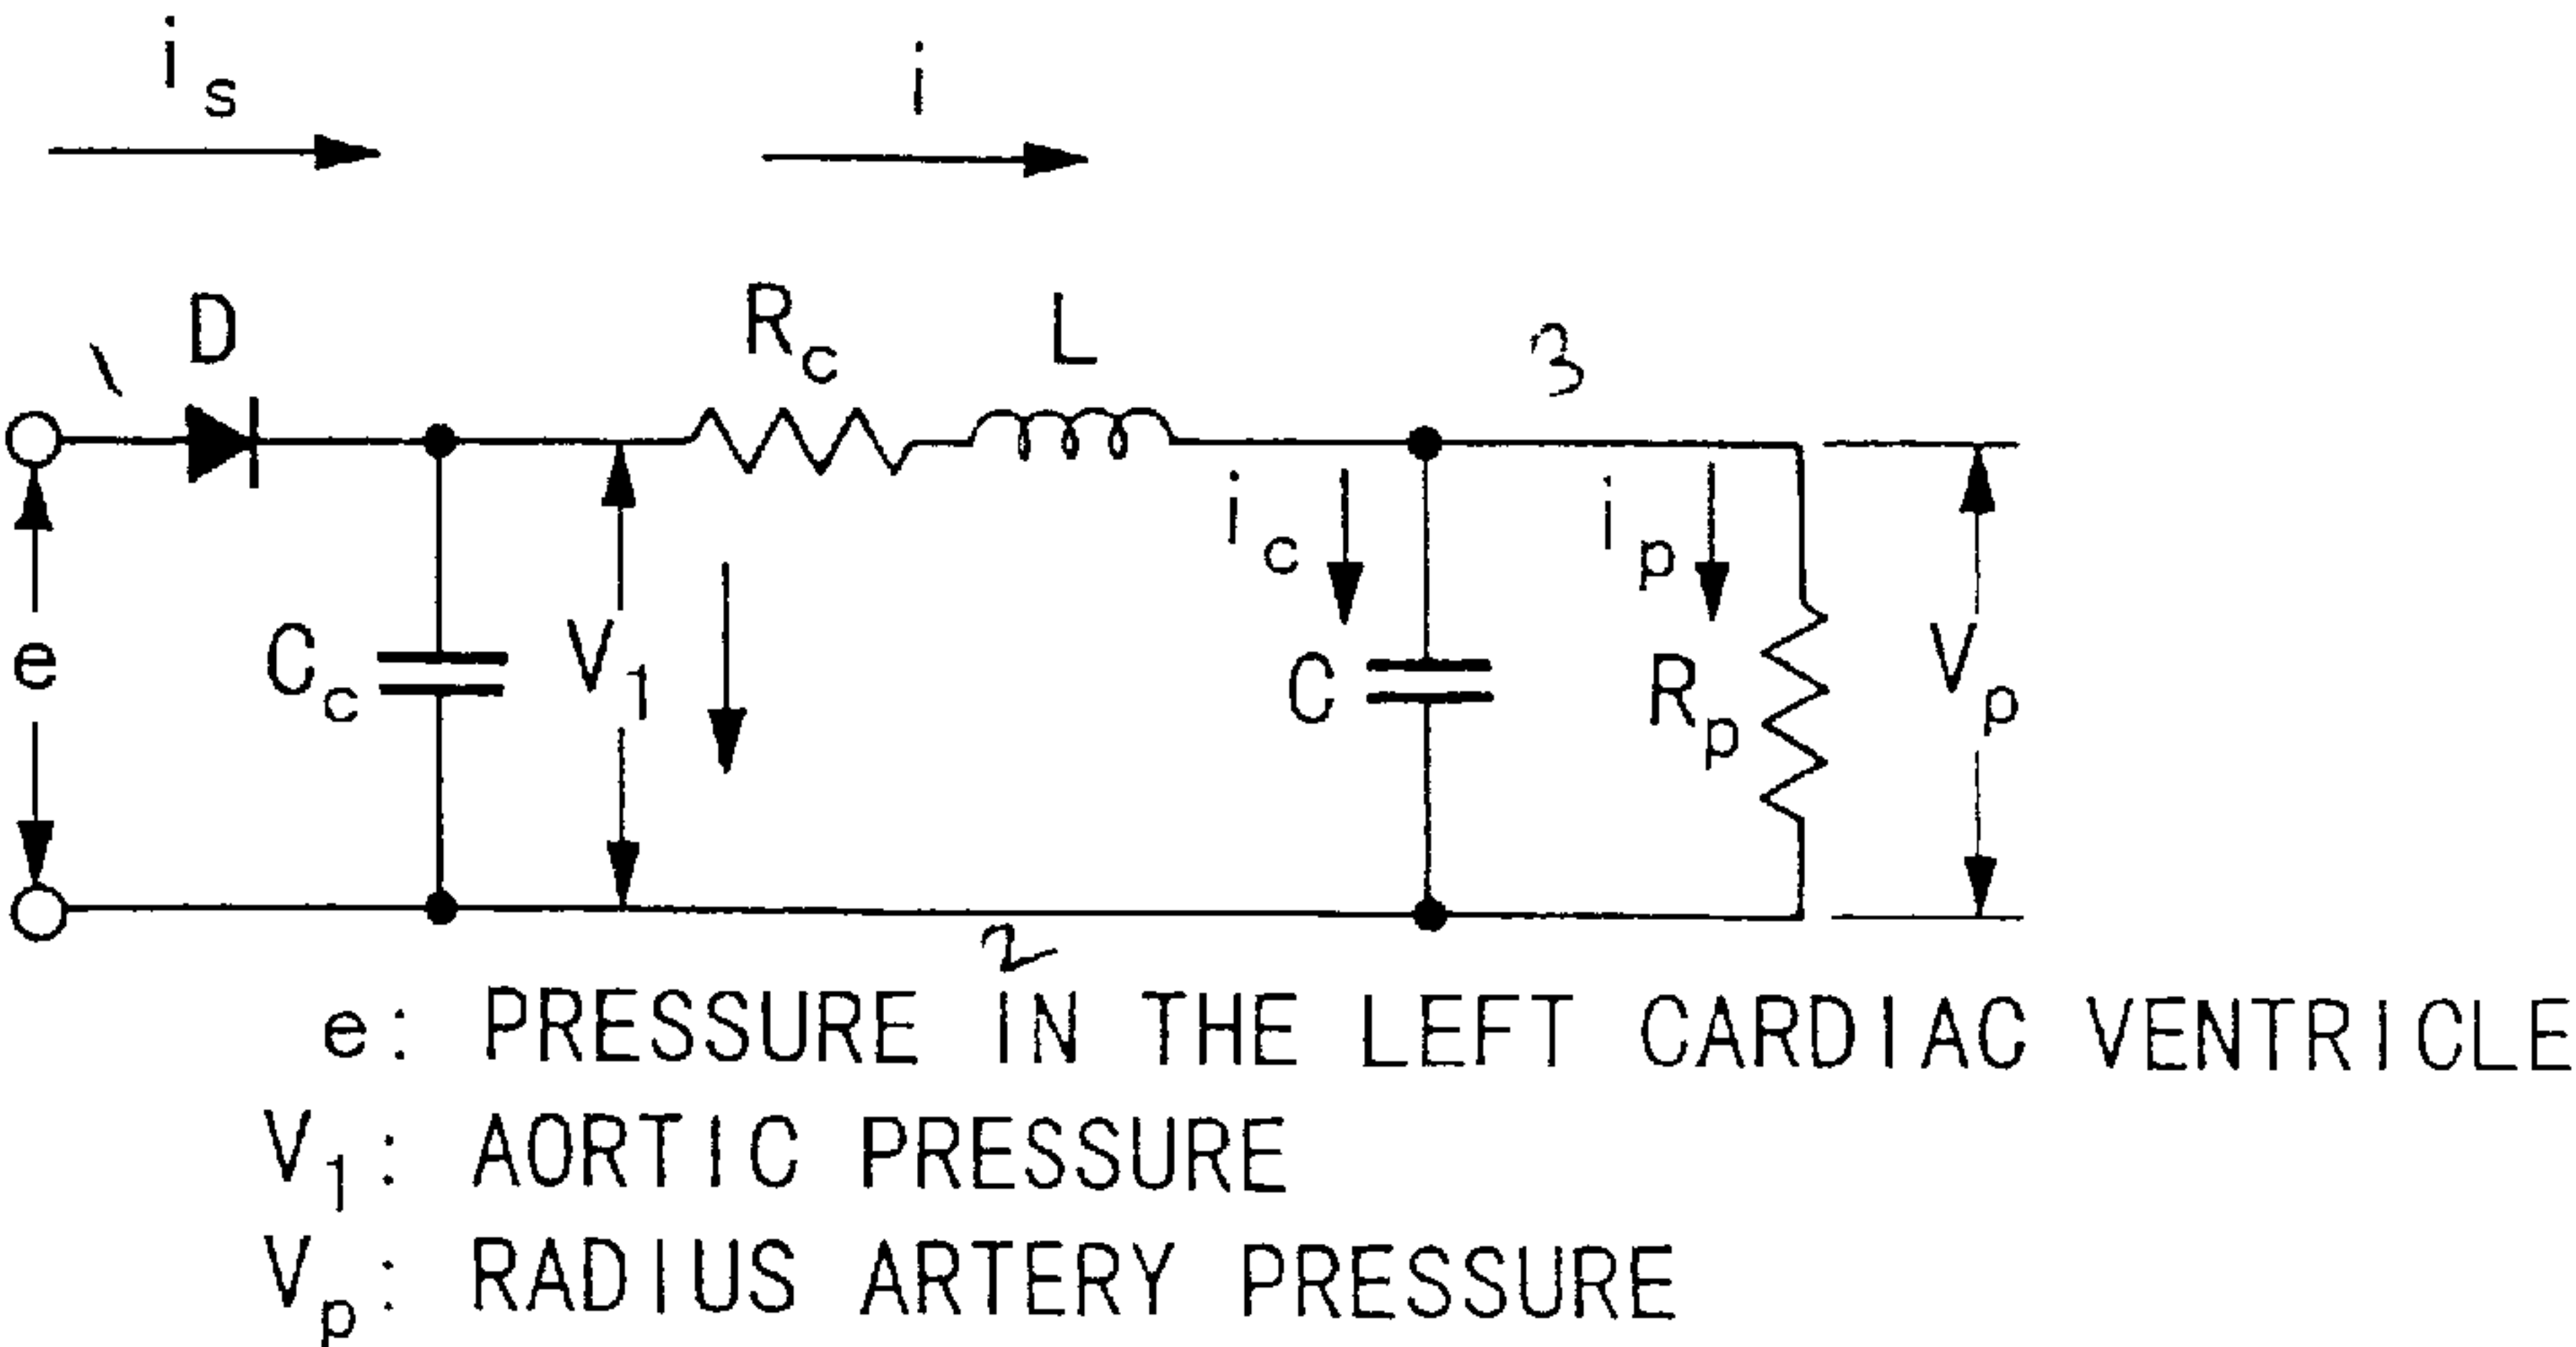 i_s i
D R_c L 3
1
i_c i_p
e C_c V_1 C R_p V_p
2
e: PRESSURE IN THE LEFT CARDIAC VENTRICLE
V_1: AORTIC PRESSURE
V_p: RADIUS ARTERY PRESSURE